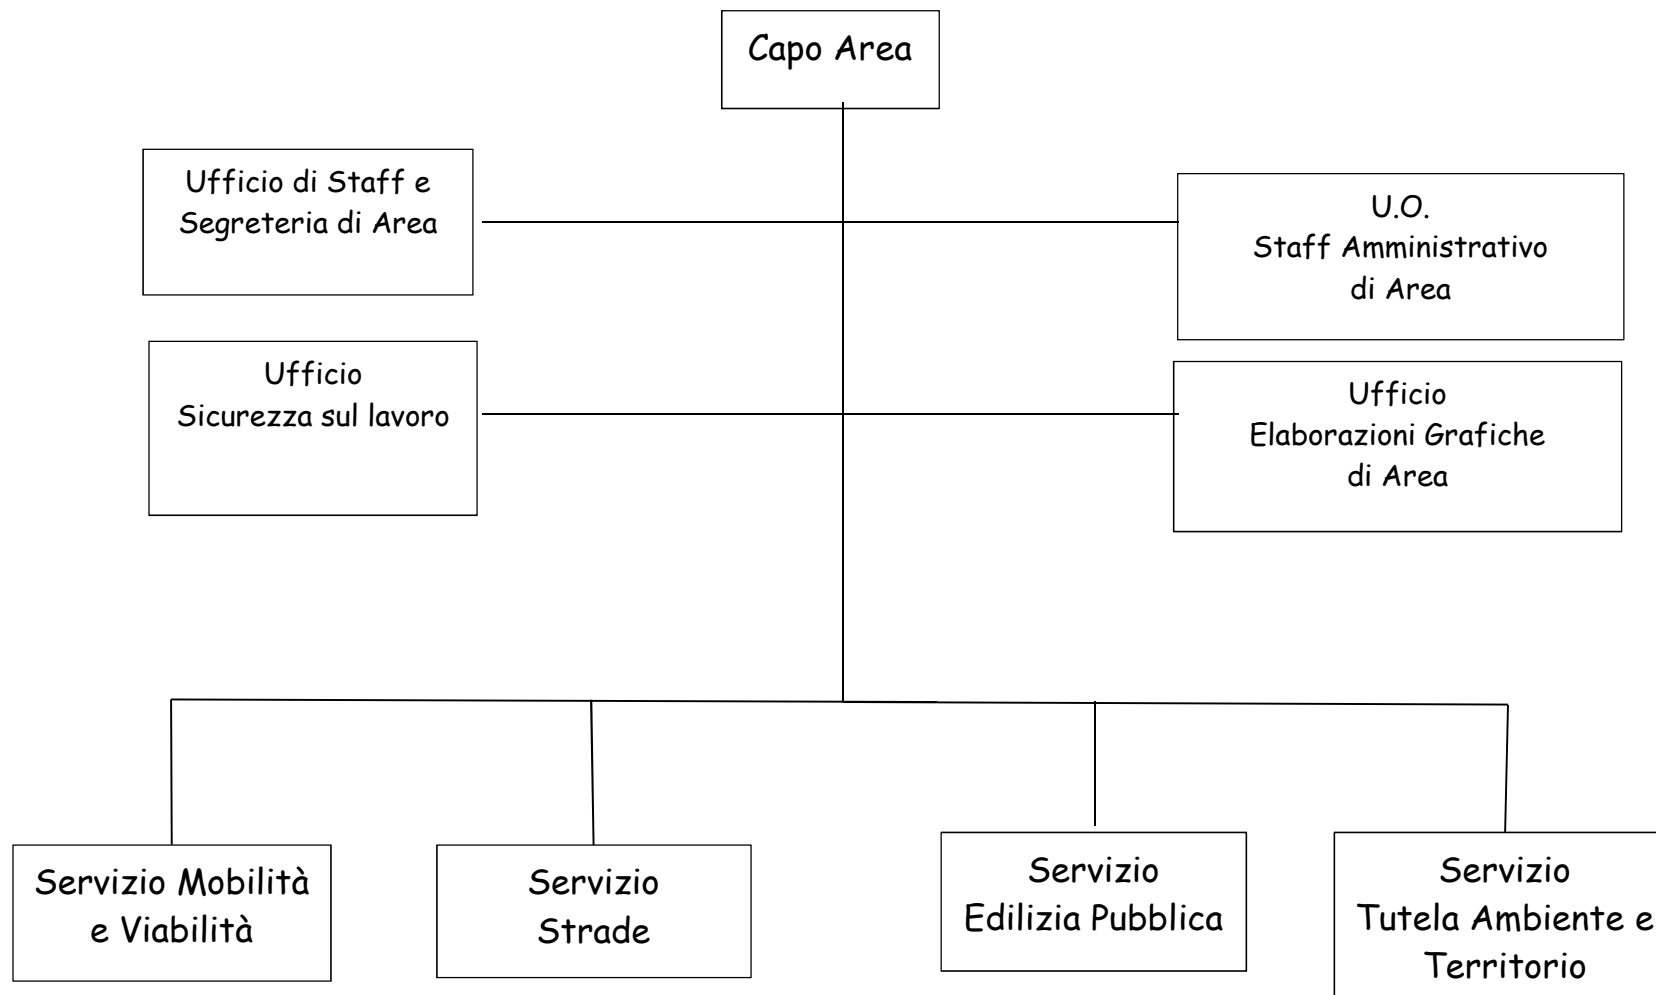 Capo Area
Ufficio di Staff e
Segreteria di Area
U.O.
Staff Amministrativo
di Area
Ufficio
Sicurezza sul lavoro
Ufficio
Elaborazioni Grafiche
di Area
Servizio Mobilità
e Viabilità
Servizio
Strade
Servizio
Edilizia Pubblica
Servizio
Tutela Ambiente e
Territorio